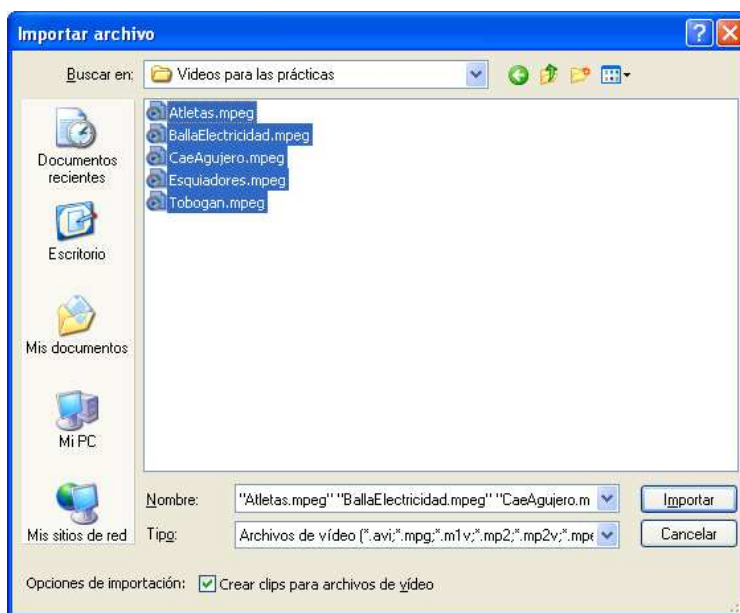 Importar archivo
Buscar en:
Videos para las prácticas
Documentos recientes
Escritorio
Mis documentos
Mi PC
Mis sitios de red
Atletas.mpeg
BallaElectricidad.mpeg
CaeAgujero.mpeg
Esquiadores.mpeg
Tobogan.mpeg
Nombre:
"Atletas.mpeg" "BallaElectricidad.mpeg" "CaeAgujero.m
Importar
Tipo:
Archivos de vídeo (*.avi;*.mpg;*.m1v;*.mp2;*.mp2v;*.mpe
Cancelar
Opciones de importación:
Crear clips para archivos de vídeo